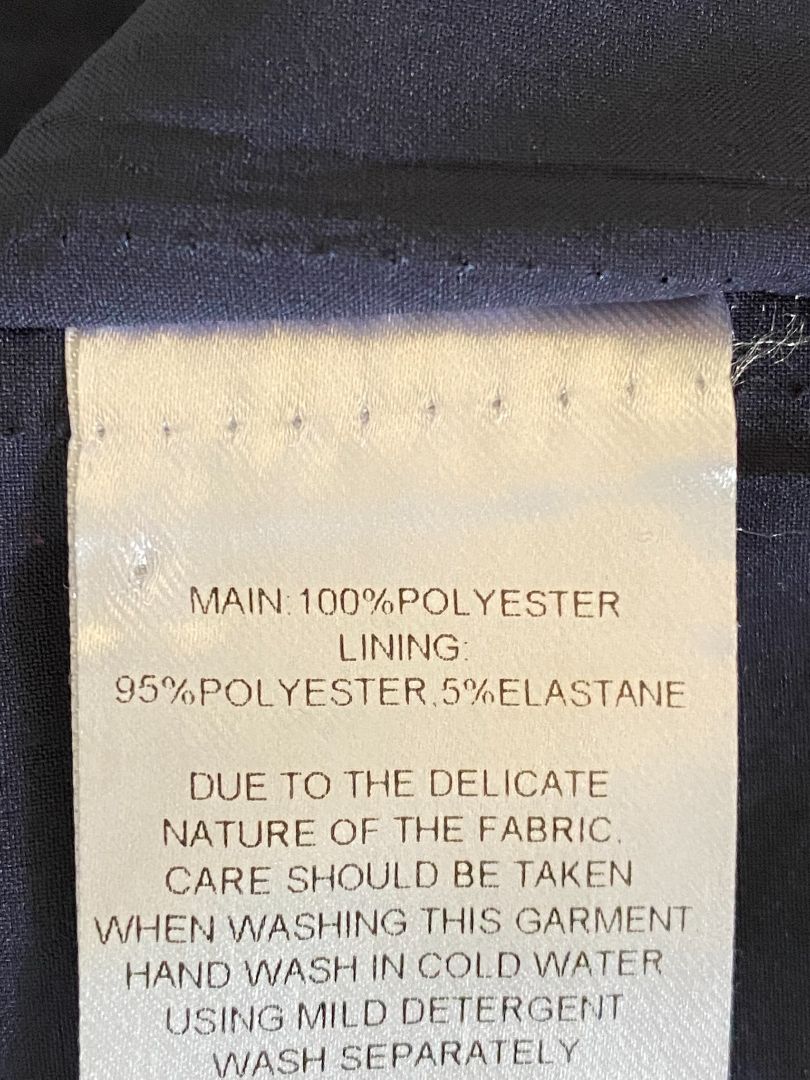 MAIN:100%POLYESTER
LINING:
95%POLYESTER,5%ELASTANE
DUE TO THE DELICATE
NATURE OF THE FABRIC,
CARE SHOULD BE TAKEN
WHEN WASHING THIS GARMENT
HAND WASH IN COLD WATER
USING MILD DETERGENT
WASH SEPARATELY